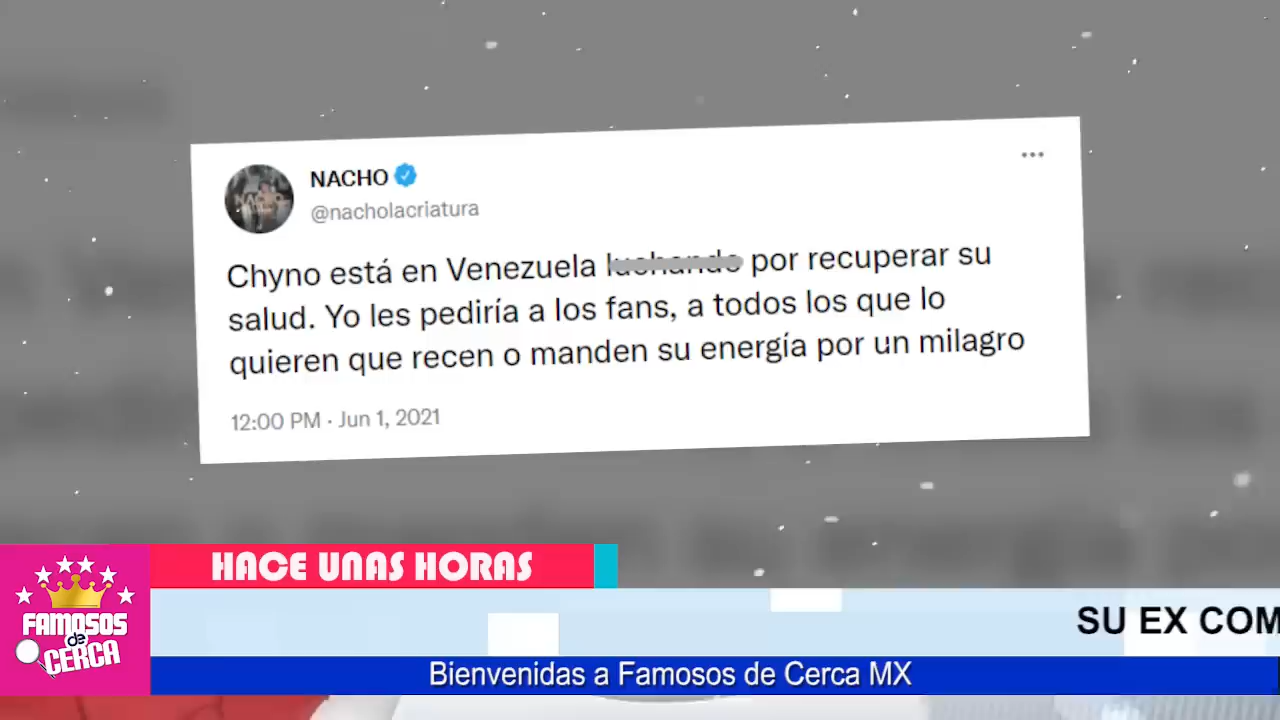 NACHO
@nacholacriatura
Chyno está en Venezuela luchando por recuperar su
salud. Yo les pediría a los fans, a todos los que lo
quieren que recen o manden su energía por un milagro
12:00 PM · Jun 1, 2021
HACE UNAS HORAS
FAMOSOS
de
CERCA
SU EX COM
Bienvenidas a Famosos de Cerca MX